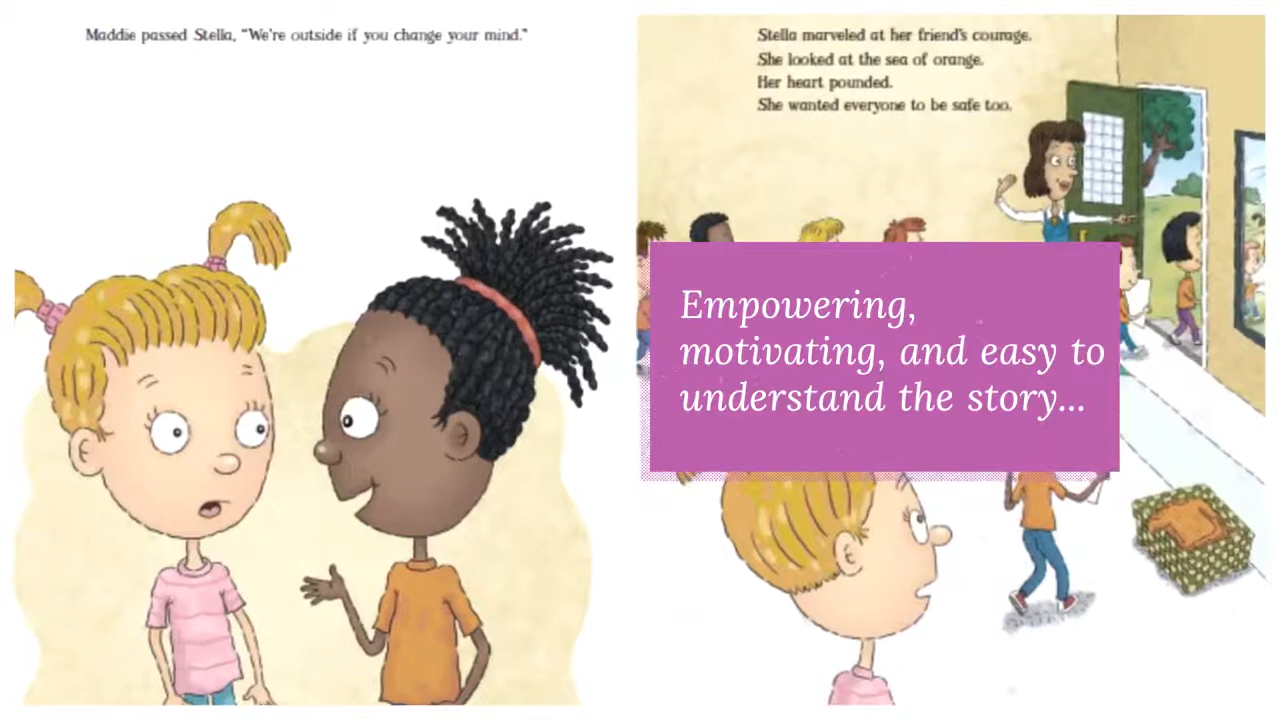 Maddie passed Stella, "We're outside if you change your mind."
Stella marveled at her friend's courage.
She looked at the sea of orange.
Her heart pounded.
She wanted everyone to be safe too.
Empowering,
motivating, and easy to
understand the story...